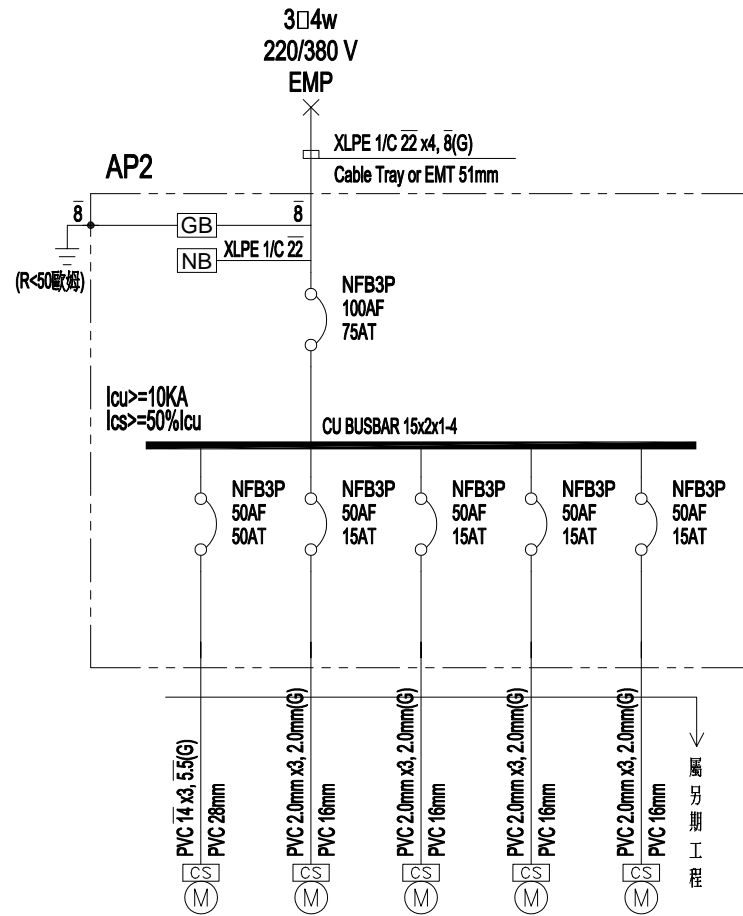 3□4w
220/380 V
EMP
XLPE 1/C 22 x4, 8(G)
Cable Tray or EMT 51mm
AP2
8
GB
8
NB
XLPE 1/C 22
(R<50歐姆)
NFB3P
100AF
75AT
Icu>=10KA
Ics>=50%Icu
CU BUSBAR 15x2x1-4
NFB3P
50AF
50AT
NFB3P
50AF
15AT
NFB3P
50AF
15AT
NFB3P
50AF
15AT
NFB3P
50AF
15AT
PVC 14 x3, 5.5(G)
PVC 28mm
PVC 2.0mm x3, 2.0mm(G)
PVC 16mm
PVC 2.0mm x3, 2.0mm(G)
PVC 16mm
PVC 2.0mm x3, 2.0mm(G)
PVC 16mm
PVC 2.0mm x3, 2.0mm(G)
PVC 16mm
屬另期工程
CS
CS
CS
CS
CS
M
M
M
M
M